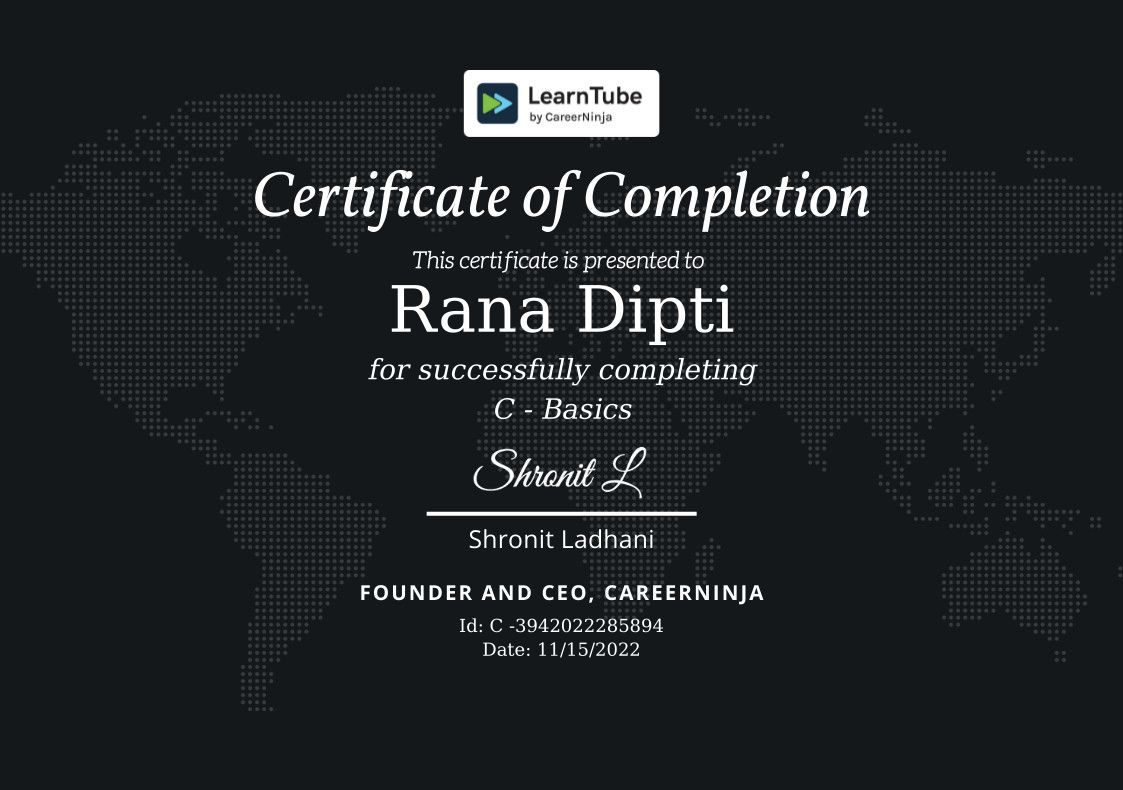 LearnTube
by CareerNinja
Certificate of Completion
This certificate is presented to
Rana Dipti
for successfully completing
C - Basics
Shronit L
Shronit Ladhani
FOUNDER AND CEO, CAREERNINJA
Id: C -3942022285894
Date: 11/15/2022